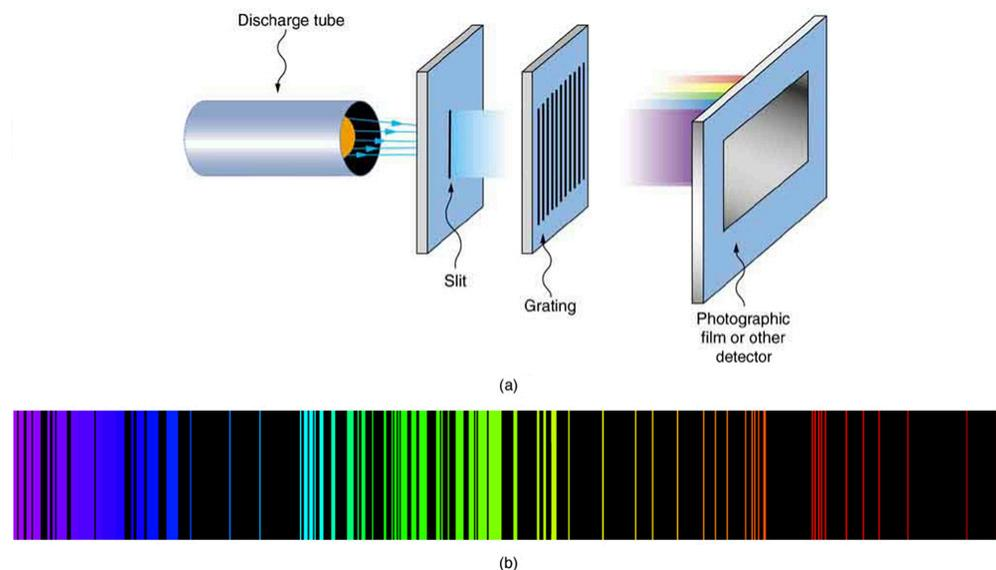 Discharge tube
Slit
Grating
Photographic
film or other
detector
(a)
(b)